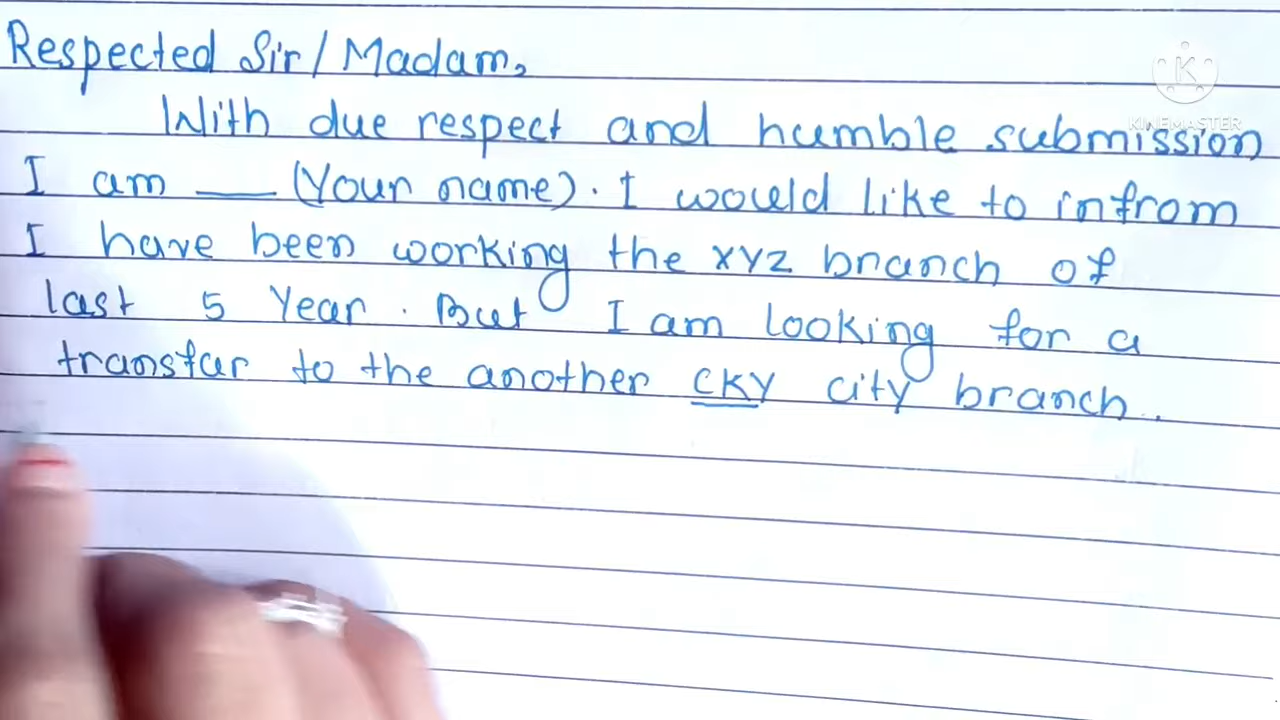 Respected Sir/Madam,
With due respect and humble submission
I am ___ (Your name). I would like to infrom
I have been working the XYZ branch of
last 5 Year. But I am looking for a
transfar to the another CKY city branch.
K
KINEMASTER